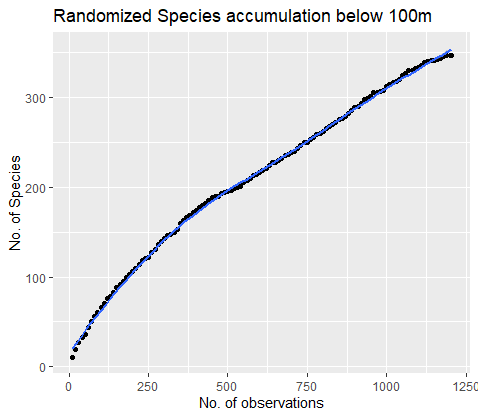 Randomized Species accumulation below 100m
No. of Species
300
200
100
0
0 250 500 750 1000 1250
No. of observations